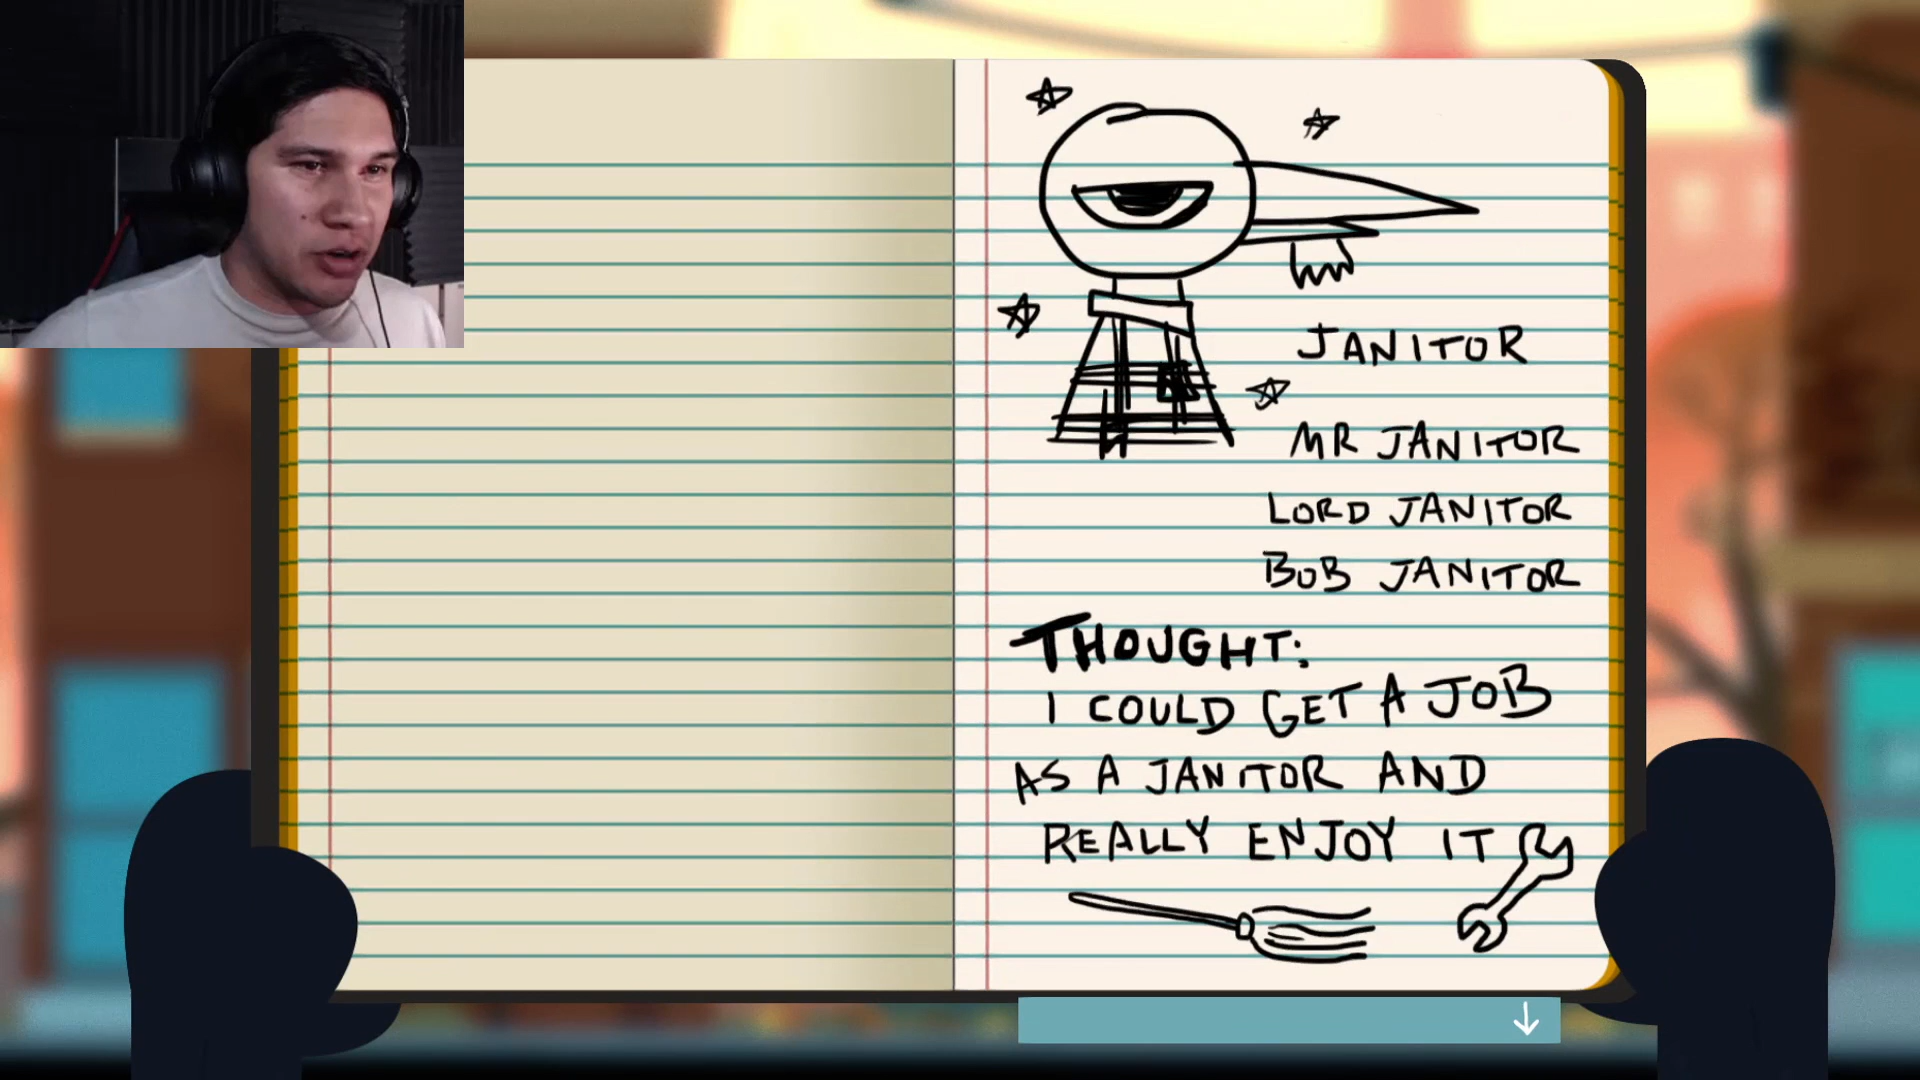 JANITOR
MR JANITOR
LORD JANITOR
BOB JANITOR
THOUGHT:
I COULD GET A JOB
AS A JANITOR AND
REALLY ENJOY IT